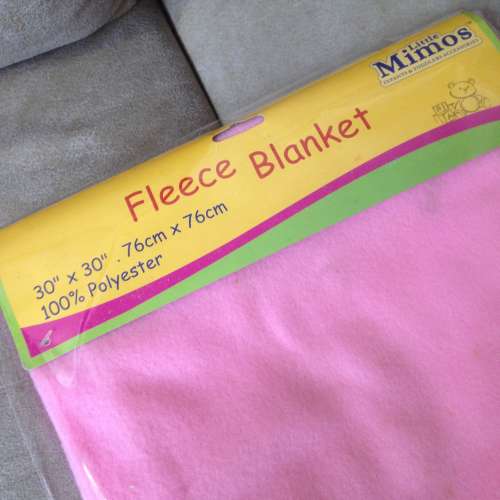 Little
Mimos
INFANTS & TODDLERS ACCESSORIES
Fleece Blanket
30" x 30" . 76cm x 76cm
100% Polyester